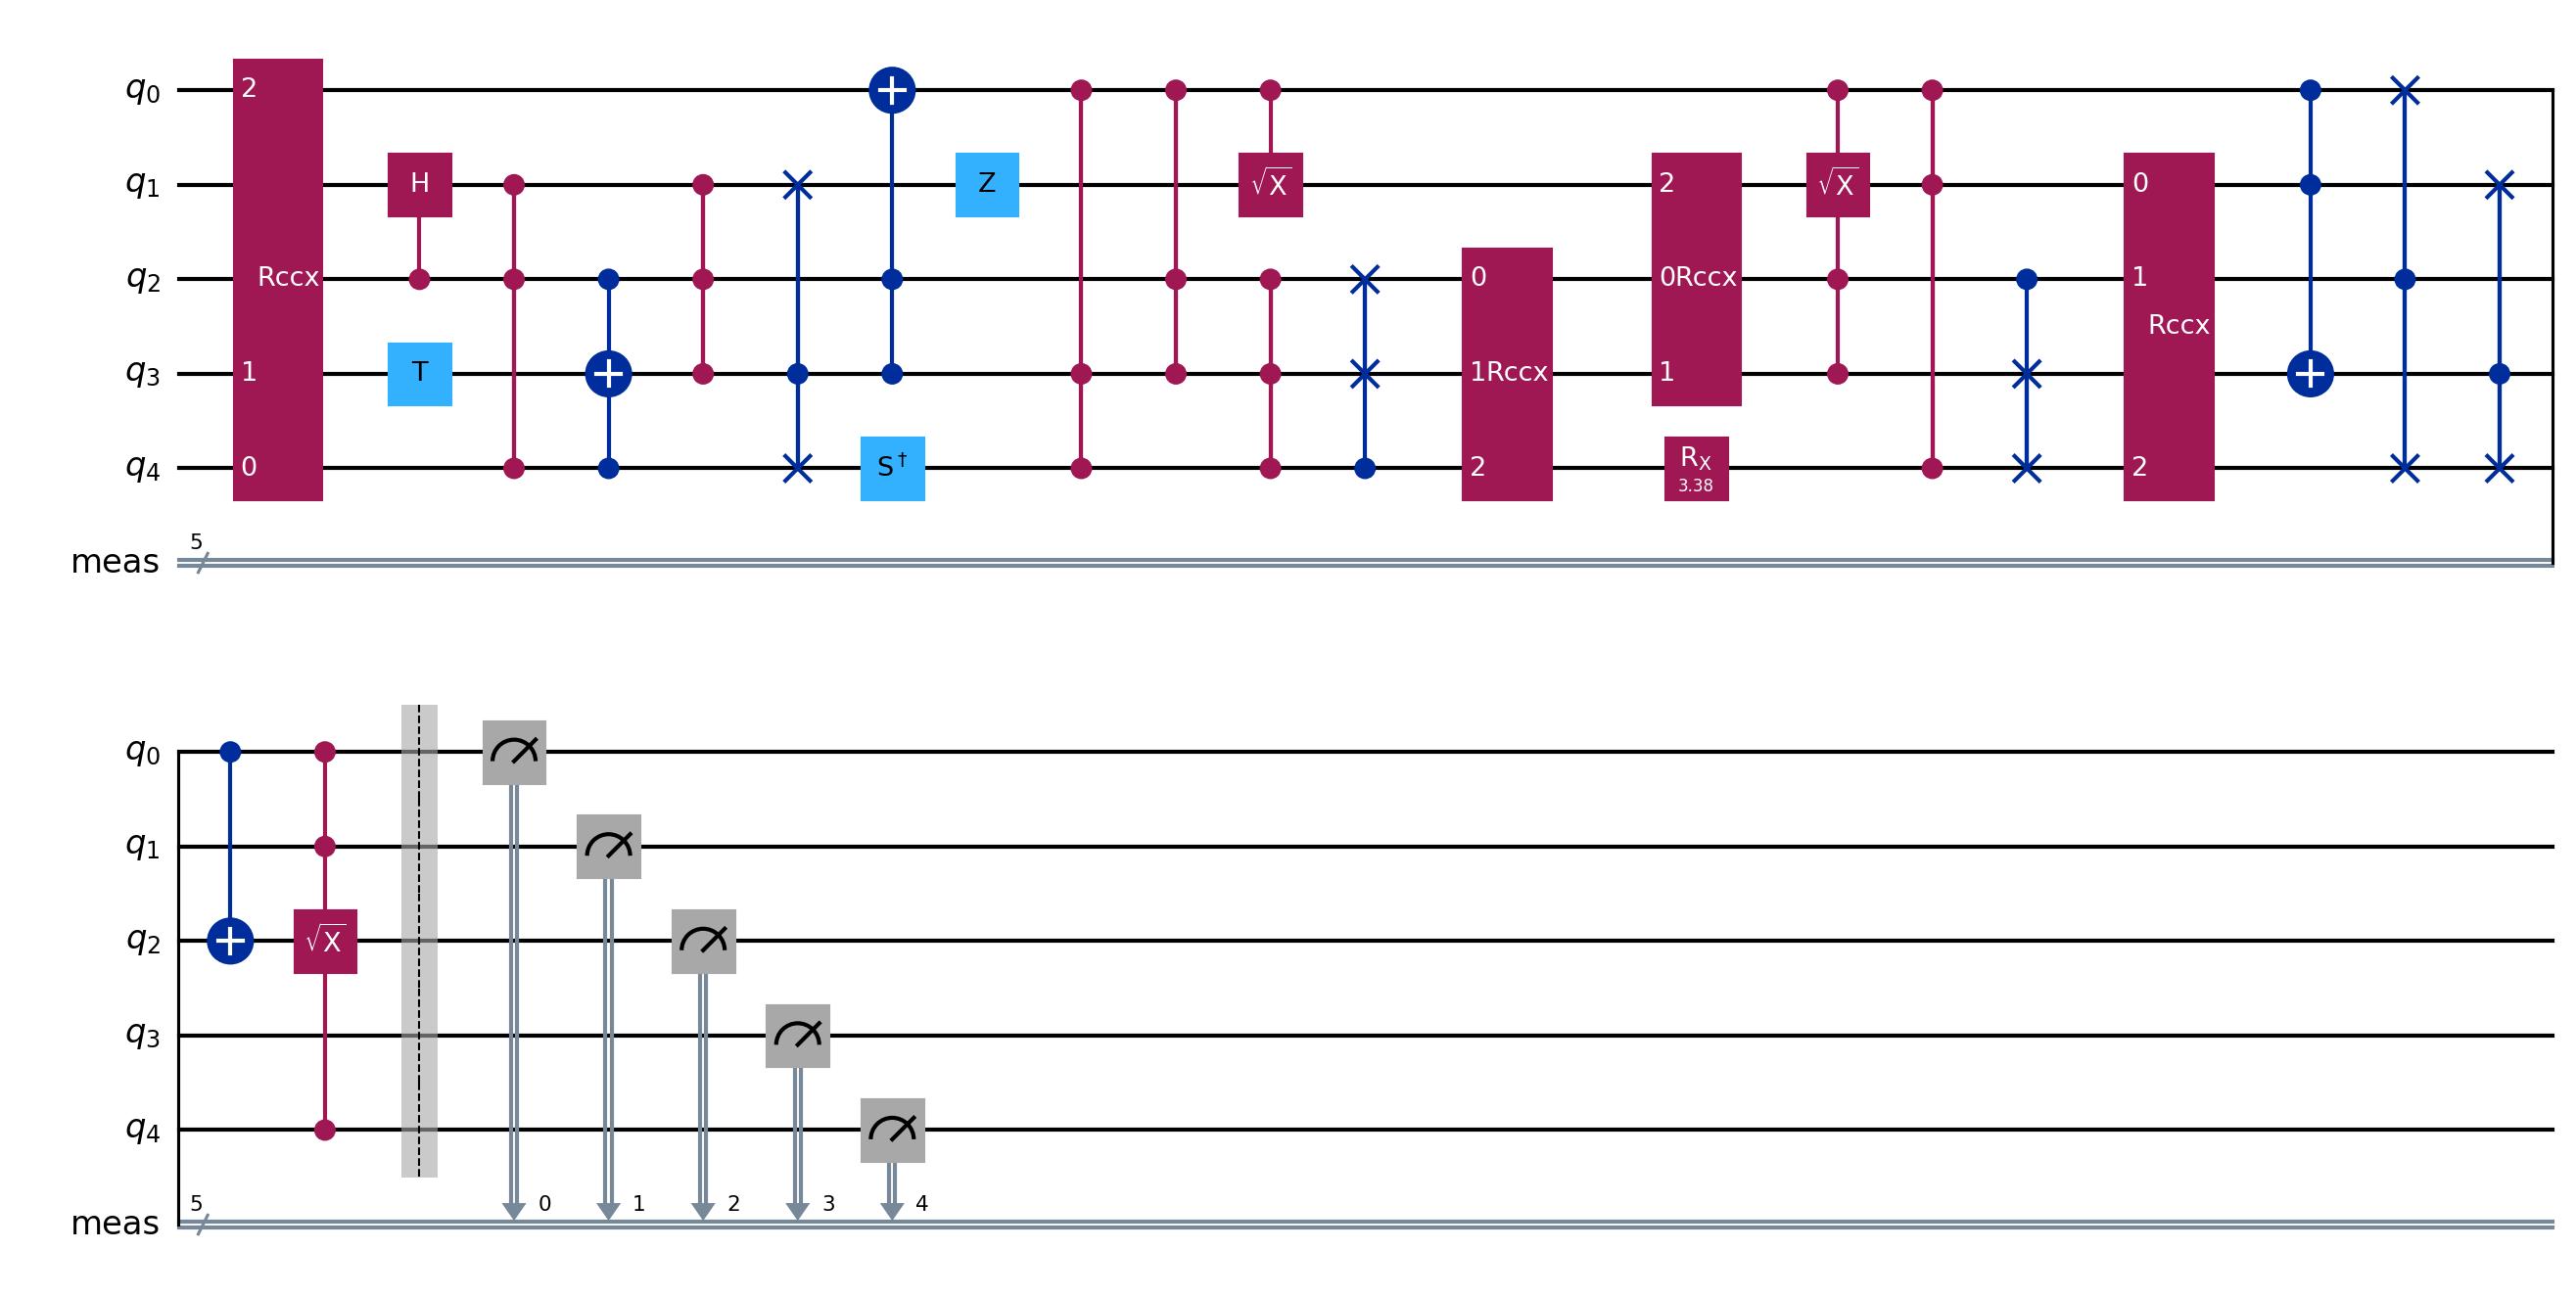 q0 2
q1 H Z √X 2 √X 0
q2 Rccx 0 0Rccx 1
Rccx
q3 T 1 1Rccx 1
q4 0 S† 2 RX 3.38 2
meas 5
q0
q1
q2 √X
q3
q4
meas 5 0 1 2 3 4